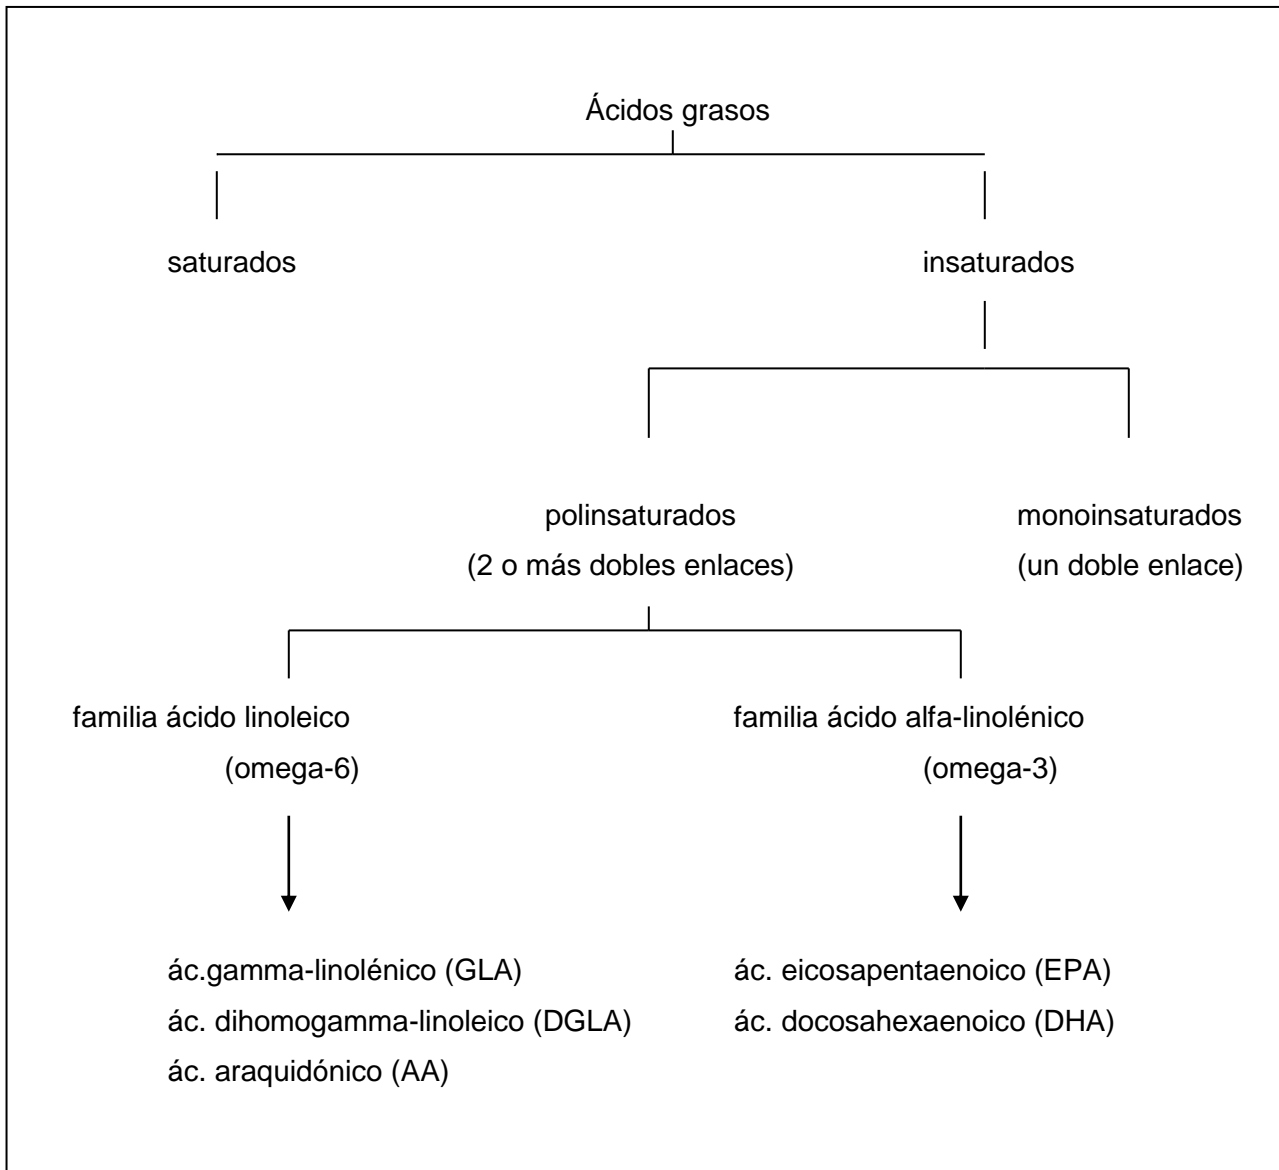 Ácidos grasos
saturados
insaturados
polinsaturados
(2 o más dobles enlaces)
monoinsaturados
(un doble enlace)
familia ácido linoleico
(omega-6)
familia ácido alfa-linolénico
(omega-3)
ác.gamma-linolénico (GLA)
ác. dihomogamma-linoleico (DGLA)
ác. araquidónico (AA)
ác. eicosapentaenoico (EPA)
ác. docosahexaenoico (DHA)